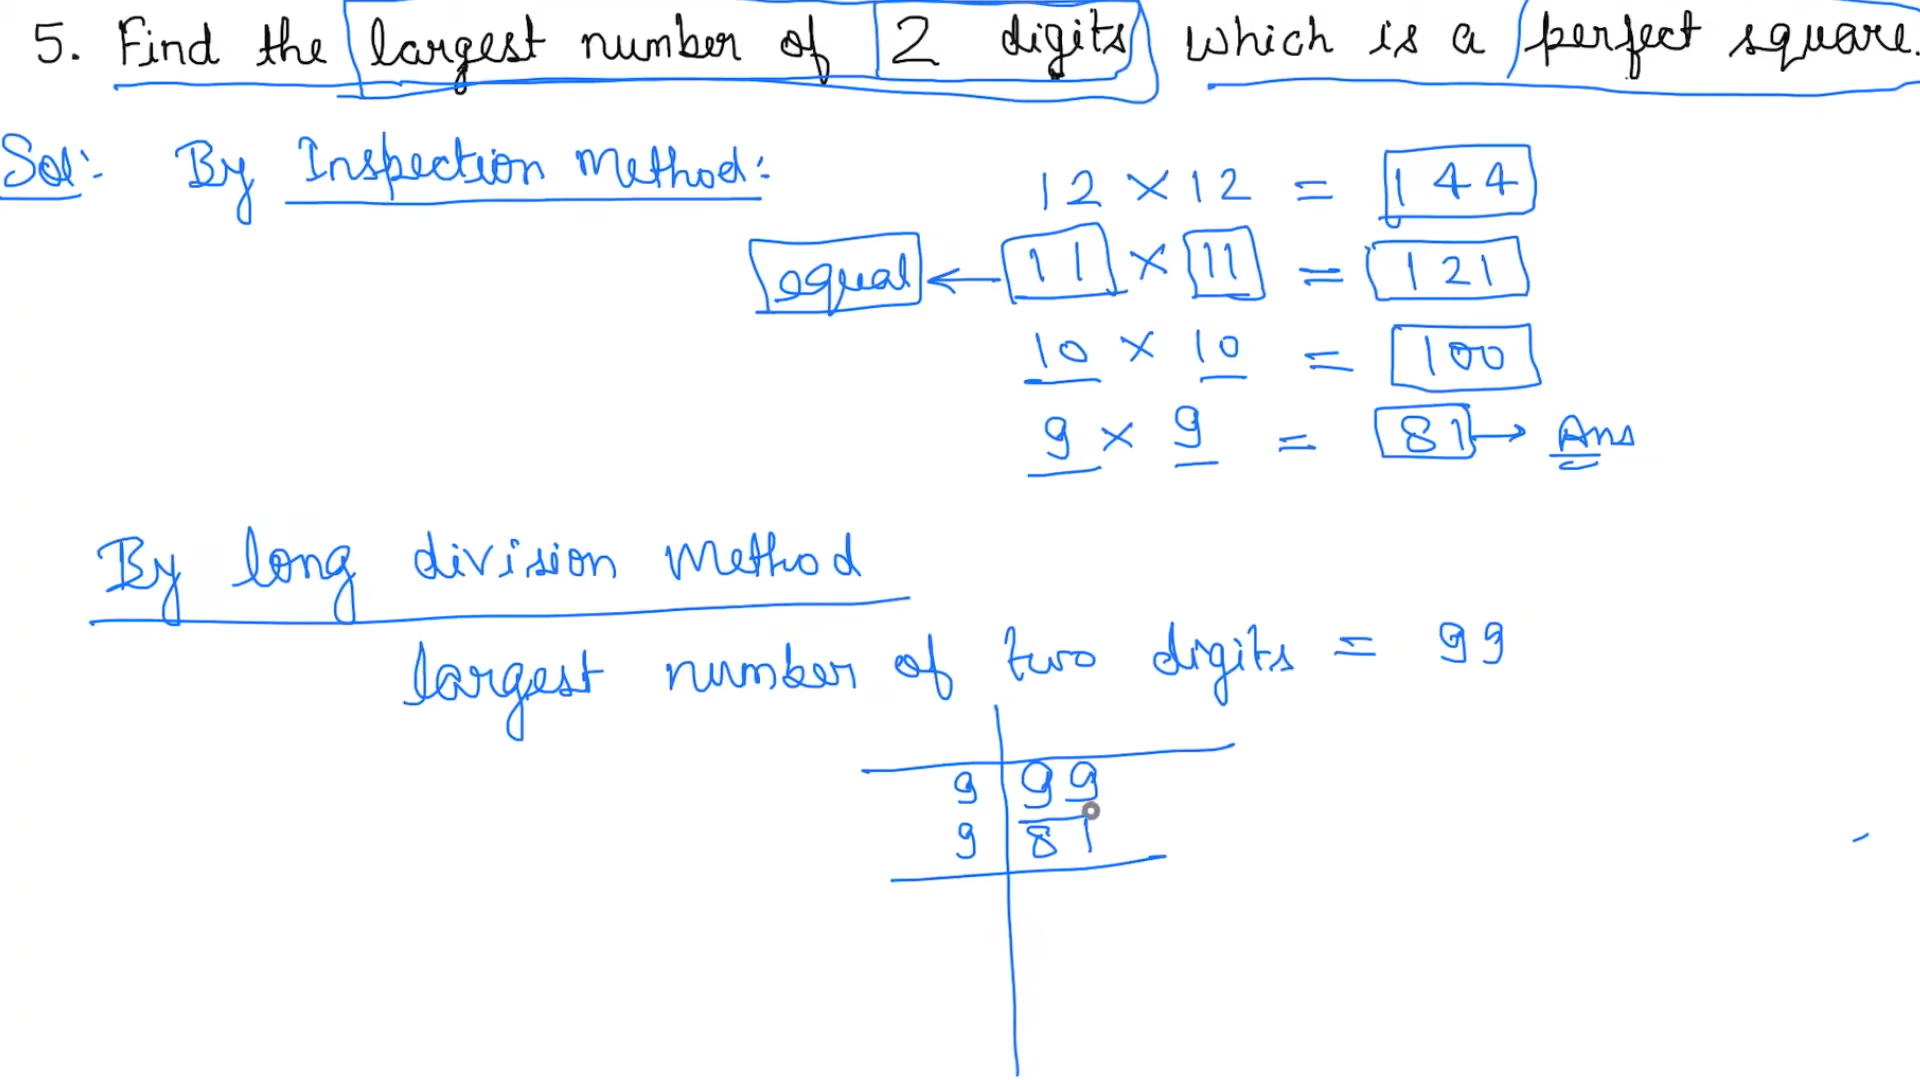 5. Find the largest number of 2 digits which is a perfect square.
Sol:- By Inspection Method:-
12 × 12 = 144
equal ← 11 × 11 = 121
10 × 10 = 100
9 × 9 = 81 → Ans
By long division Method
largest number of two digits = 99
9 99
9 81